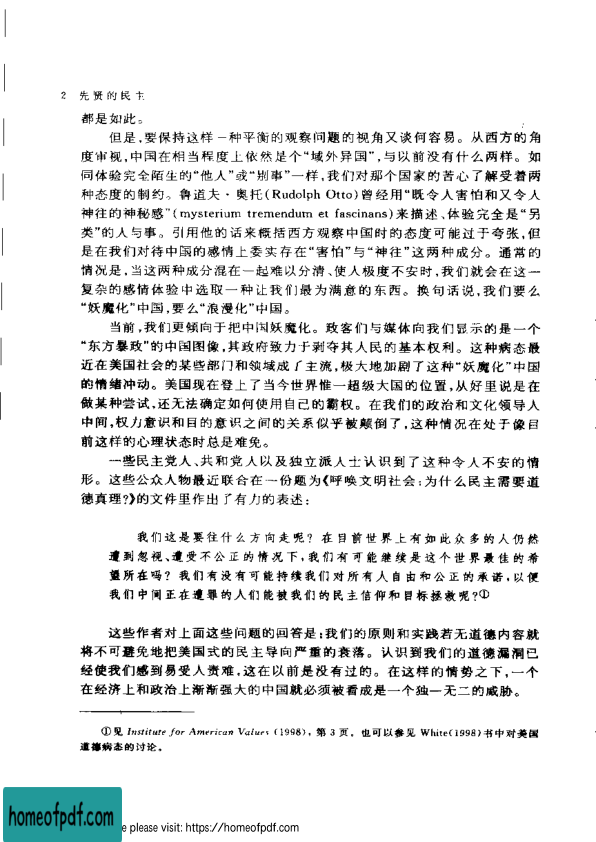 2 先贤的民主
都是如此。
但是,要保持这样一种平衡的观察问题的视角又谈何容易。从西方的角
度审视,中国在相当程度上依然是个“域外异国”,与以前没有什么两样。如
同体验完全陌生的“他人”或“别事”一样,我们对那个国家的苦心了解受着两
种态度的制约。鲁道夫·奥托(Rudolph Otto)曾经用“既令人害怕和又令人
神往的神秘感”(mysterium tremendum et fascinans)来描述、体验完全是“另
类”的人与事。引用他的话来概括西方观察中国时的态度可能过于夸张,但
是在我们对待中国的感情上委实存在“害怕”与“神往”这两种成分。通常的
情况是,当这两种成分混在一起难以分清、使人极度不安时,我们就会在这一
复杂的感情体验中选取一种让我们最为满意的东西。换句话说,我们要么
“妖魔化”中国,要么“浪漫化”中国。
当前,我们更倾向于把中国妖魔化。政客们与媒体向我们显示的是一个
“东方暴政”的中国图像,其政府致力于剥夺其人民的基本权利。这种病态最
近在美国社会的某些部门和领域成了主流,极大地加剧了这种“妖魔化”中国
的情绪冲动。美国现在登上了当今世界惟一超级大国的位置,从好里说是在
做某种尝试,还无法确定如何使用自己的霸权。在我们的政治和文化领导人
中间,权力意识和目的意识之间的关系似乎被颠倒了,这种情况在处于像目
前这样的心理状态时总是难免。
一些民主党人、共和党人以及独立派人士认识到了这种令人不安的情
形。这些公众人物最近联合在一份题为《呼唤文明社会:为什么民主需要道
德真理?》的文件里作出了有力的表述:
我们这是要往什么方向走呢?在目前世界上有如此众多的人仍然
遭到忽视、遭受不公正的情况下,我们有可能继续是这个世界最佳的希
望所在吗?我们有没有可能持续我们对所有人自由和公正的承诺,以便
我们中间正在遭罪的人们能被我们的民主信仰和目标拯救呢?①
这些作者对上面这些问题的回答是:我们的原则和实践若无道德内容就
将不可避免地把美国式的民主导向严重的衰落。认识到我们的道德漏洞已
经使我们感到易受人责难,这在以前是没有过的。在这样的情势之下,一个
在经济上和政治上渐渐强大的中国就必须被看成是一个独一无二的威胁。
①见 Institute for American Values (1998),第3页。也可以参见 White(1998)书中对美国
道德病态的讨论。
homeofpdf.com
e please visit: https://homeofpdf.com